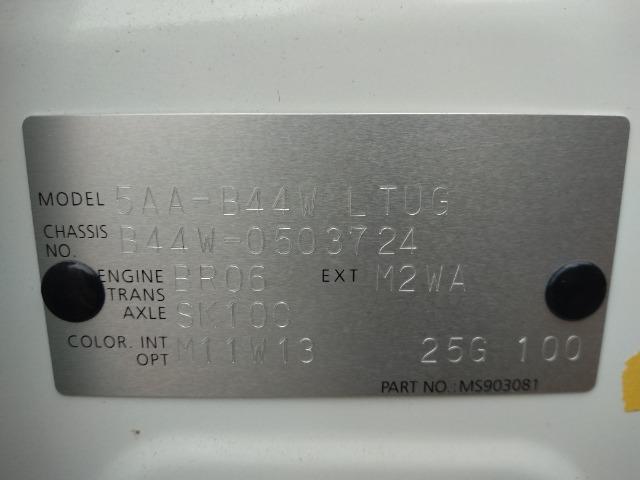 MODEL 5AA-B44W LTUG
CHASSIS NO. B44W-0503724
ENGINE BR06 EXT M2WA
TRANS AXLE SK100
COLOR. INT OPT M11W13 25G 100
PART NO.:MS903081